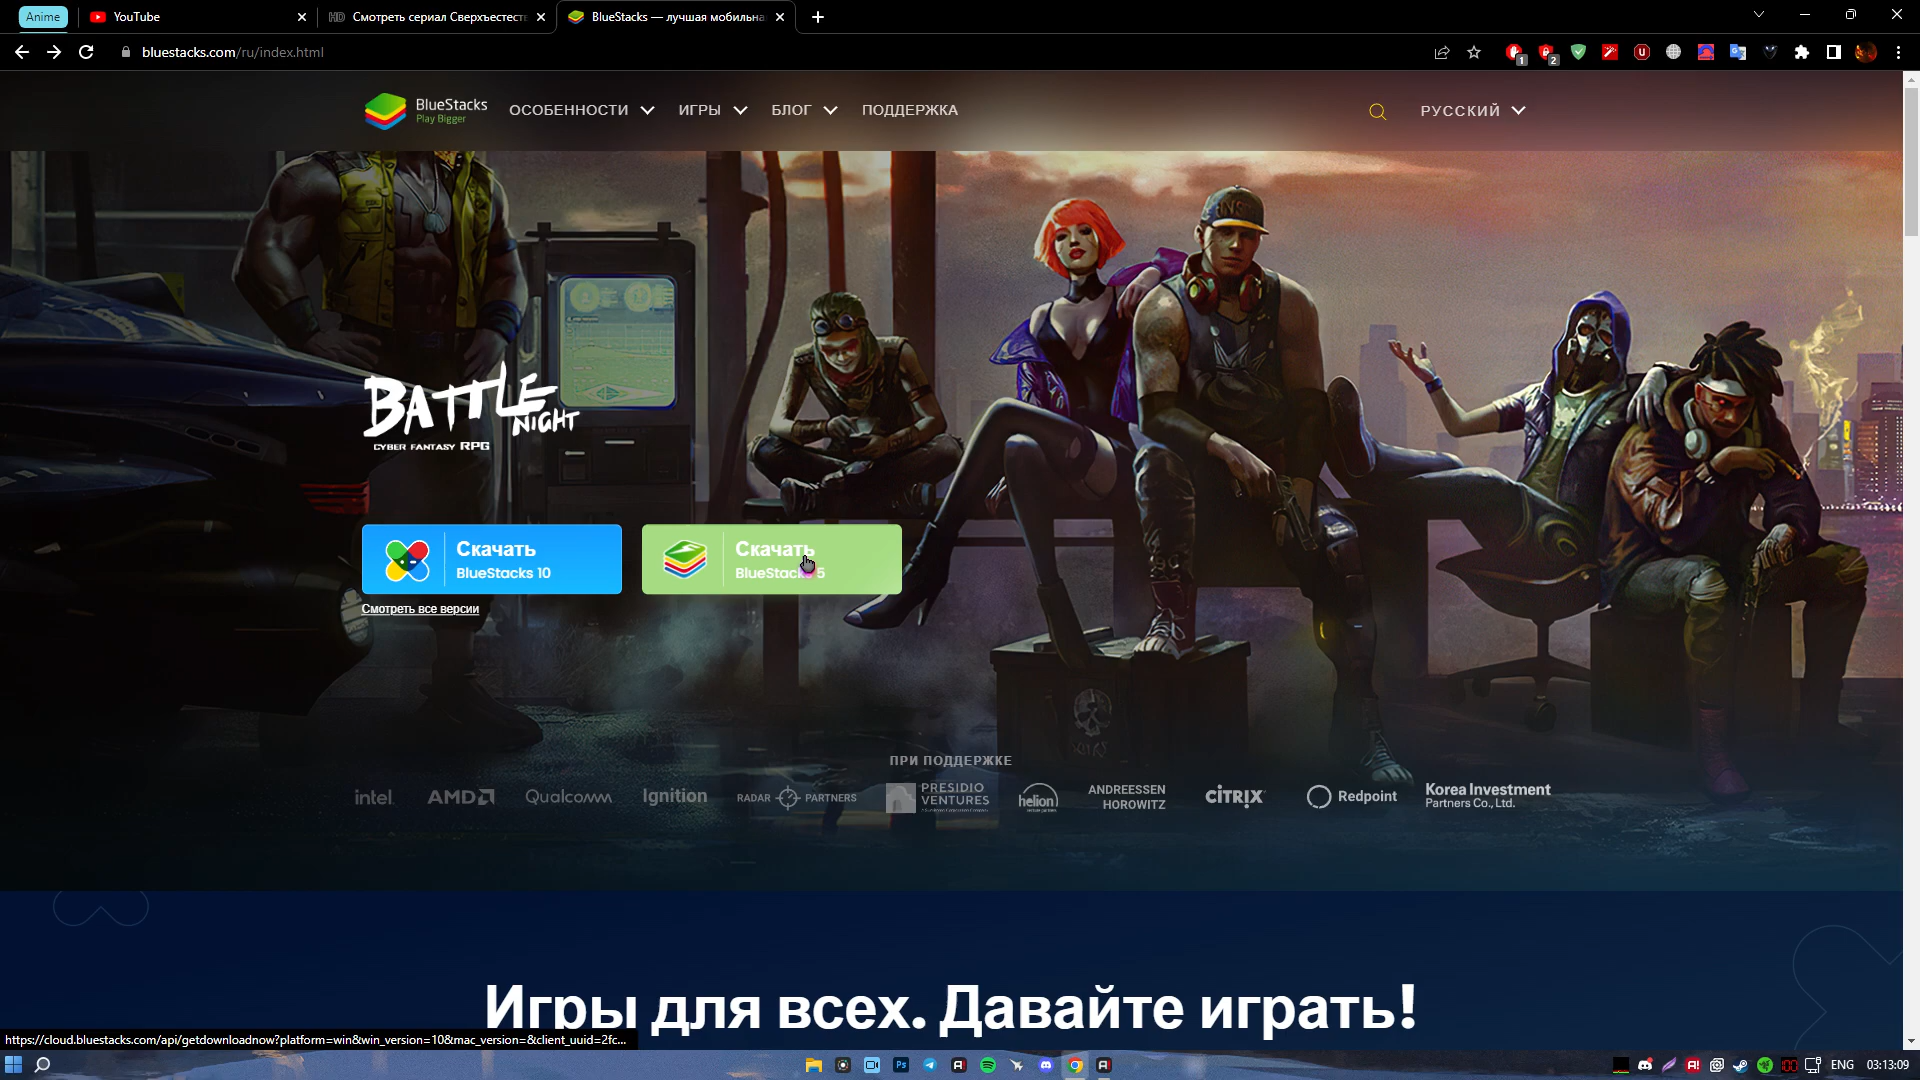 Anime
YouTube
Смотреть сериал Сверхъестест
BlueStacks — лучшая мобильна
bluestacks.com/ru/index.html
1
2
BlueStacks
Play Bigger
ОСОБЕННОСТИ
ИГРЫ
БЛОГ
ПОДДЕРЖКА
РУССКИЙ
BATTLE
NIGHT
CYBER FANTASY RPG
Скачать
BlueStacks 10
Скачать
BlueStacks 5
Смотреть все версии
ПРИ ПОДДЕРЖКЕ
intel
AMD
Qualcomm
Ignition
RADAR PARTNERS
PRESIDIO
VENTURES
helion
ANDREESSEN
HOROWITZ
CITRIX
Redpoint
Korea Investment
Partners Co., Ltd.
Игры для всех. Давайте играть!
https://cloud.bluestacks.com/api/getdownloadnow?platform=win&win_version=10&mac_version=&client_uuid=2fc...
ENG
03:13:09